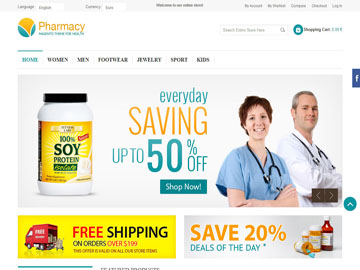 Language: English Currency: Euro Welcome to our online store! My Account My Wishlist Compare Checkout Log In
Pharmacy
MAGENTO THEME FOR HEALTH
Search Entire Store Here
Shopping Cart:
HOME WOMEN MEN FOOTWEAR JEWELRY SPORT KIDS
everyday
SAVING
UP TO 50% OFF
Shop Now!
100%
SOY
PROTEIN
isolate
FREE SHIPPING
ON ORDERS OVER $199
THIS OFFER IS VALID ON ALL OUR STORE ITEMS
SAVE 20%
DEALS OF THE DAY *
FEATURED PRODUCTS